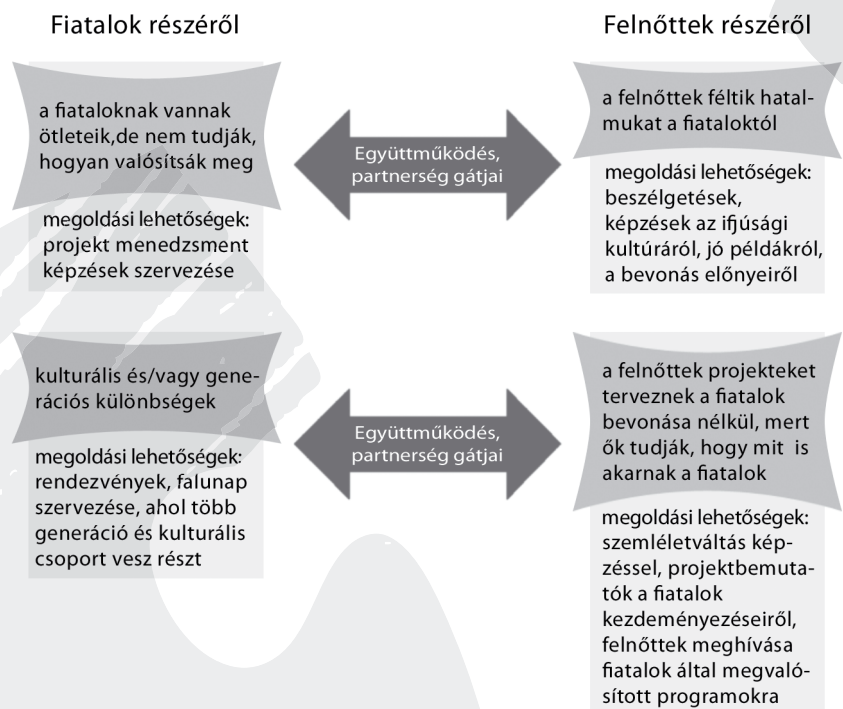 Fiatalok részéről
a fiataloknak vannak
ötleteik,de nem tudják,
hogyan valósítsák meg
megoldási lehetőségek:
projekt menedzsment
képzések szervezése
Együttműködés,
partnerség gátjai
Felnőttek részéről
a felnőttek féltik hatal-
mukat a fiataloktól
megoldási lehetőségek:
beszélgetések,
képzések az ifjúsági
kultúráról, jó példákról,
a bevonás előnyeiről
kulturális és/vagy gene-
rációs különbségek
megoldási lehetőségek:
rendezvények, falunap
szervezése, ahol több
generáció és kulturális
csoport vesz részt
Együttműködés,
partnerség gátjai
a felnőttek projekteket
terveznek a fiatalok
bevonása nélkül, mert
ők tudják, hogy mit is
akarnak a fiatalok
megoldási lehetőségek:
szemléletváltás kép-
zéssel, projektbemuta-
tók a fiatalok
kezdeményezéseiről,
felnőttek meghívása
fiatalok által megvaló-
sított programokra